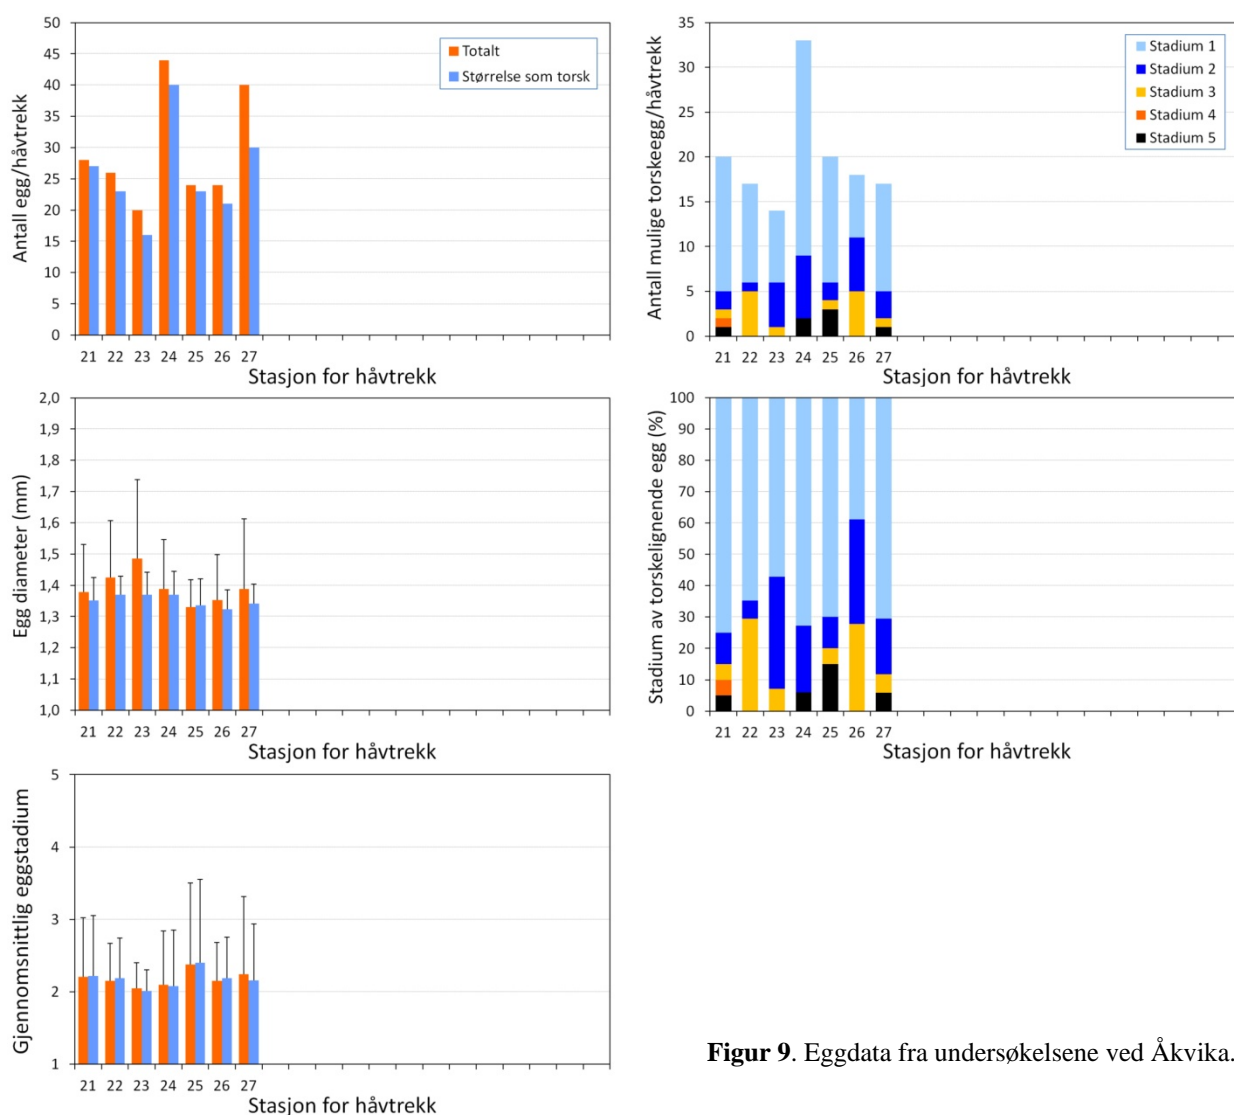 Antall egg/håvtrekk
50
45
40
35
30
25
20
15
10
5
0
Totalt
Størrelse som torsk
21 22 23 24 25 26 27
Stasjon for håvtrekk
Antall mulige torskeegg/håvtrekk
35
30
25
20
15
10
5
0
Stadium 1
Stadium 2
Stadium 3
Stadium 4
Stadium 5
21 22 23 24 25 26 27
Stasjon for håvtrekk
Egg diameter (mm)
2,0
1,9
1,8
1,7
1,6
1,5
1,4
1,3
1,2
1,1
1,0
21 22 23 24 25 26 27
Stasjon for håvtrekk
Stadium av torskelignende egg (%)
100
90
80
70
60
50
40
30
20
10
0
21 22 23 24 25 26 27
Stasjon for håvtrekk
Gjennomsnittlig eggstadium
5
4
3
2
1
21 22 23 24 25 26 27
Stasjon for håvtrekk
Figur 9. Eggdata fra undersøkelsene ved Åkvika.